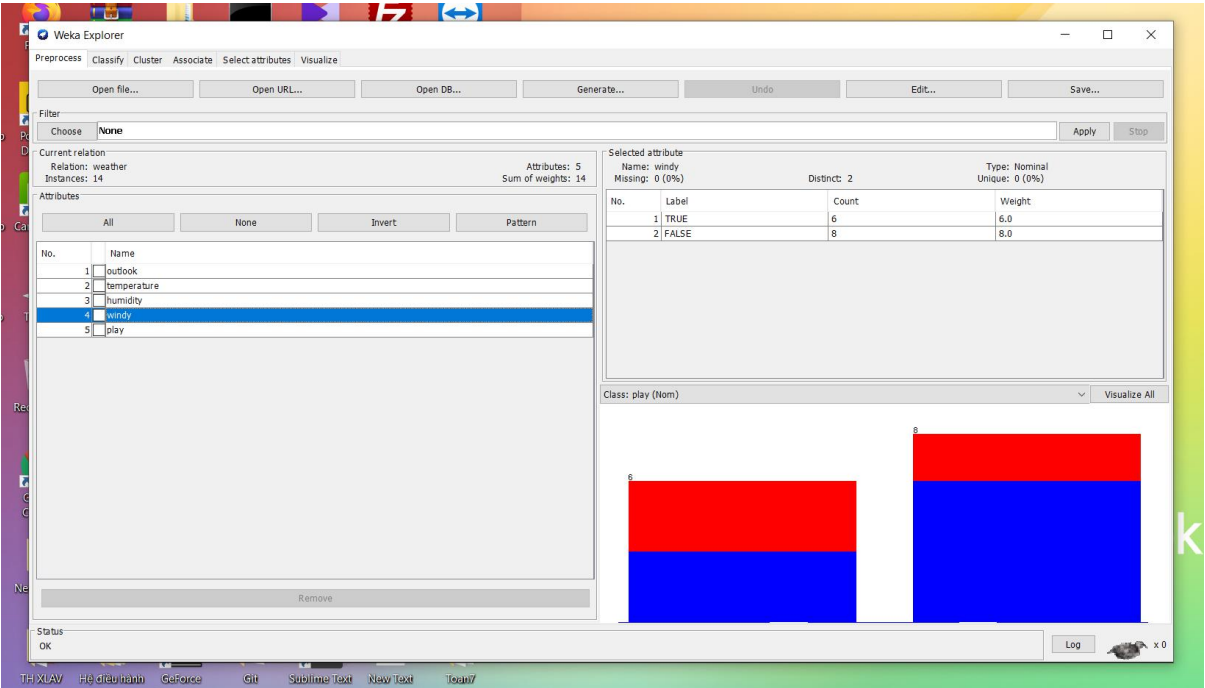 Weka Explorer
Preprocess Classify Cluster Associate Select attributes Visualize
Open file... Open URL... Open DB... Generate... Undo Edit... Save...
Filter
Choose None Apply Stop
Current relation
Relation: weather Attributes: 5
Instances: 14 Sum of weights: 14
Attributes
All None Invert Pattern
No. Name
1 outlook
2 temperature
3 humidity
4 windy
5 play
Remove
Selected attribute
Name: windy Type: Nominal
Missing: 0 (0%) Distinct: 2 Unique: 0 (0%)
No. Label Count Weight
1 TRUE 6 6.0
2 FALSE 8 8.0
Class: play (Nom) Visualize All
8
6
k
Status
OK Log x 0
TH XLAV Hệ điều hành GeForce Git Sublime Text New Text Toan7